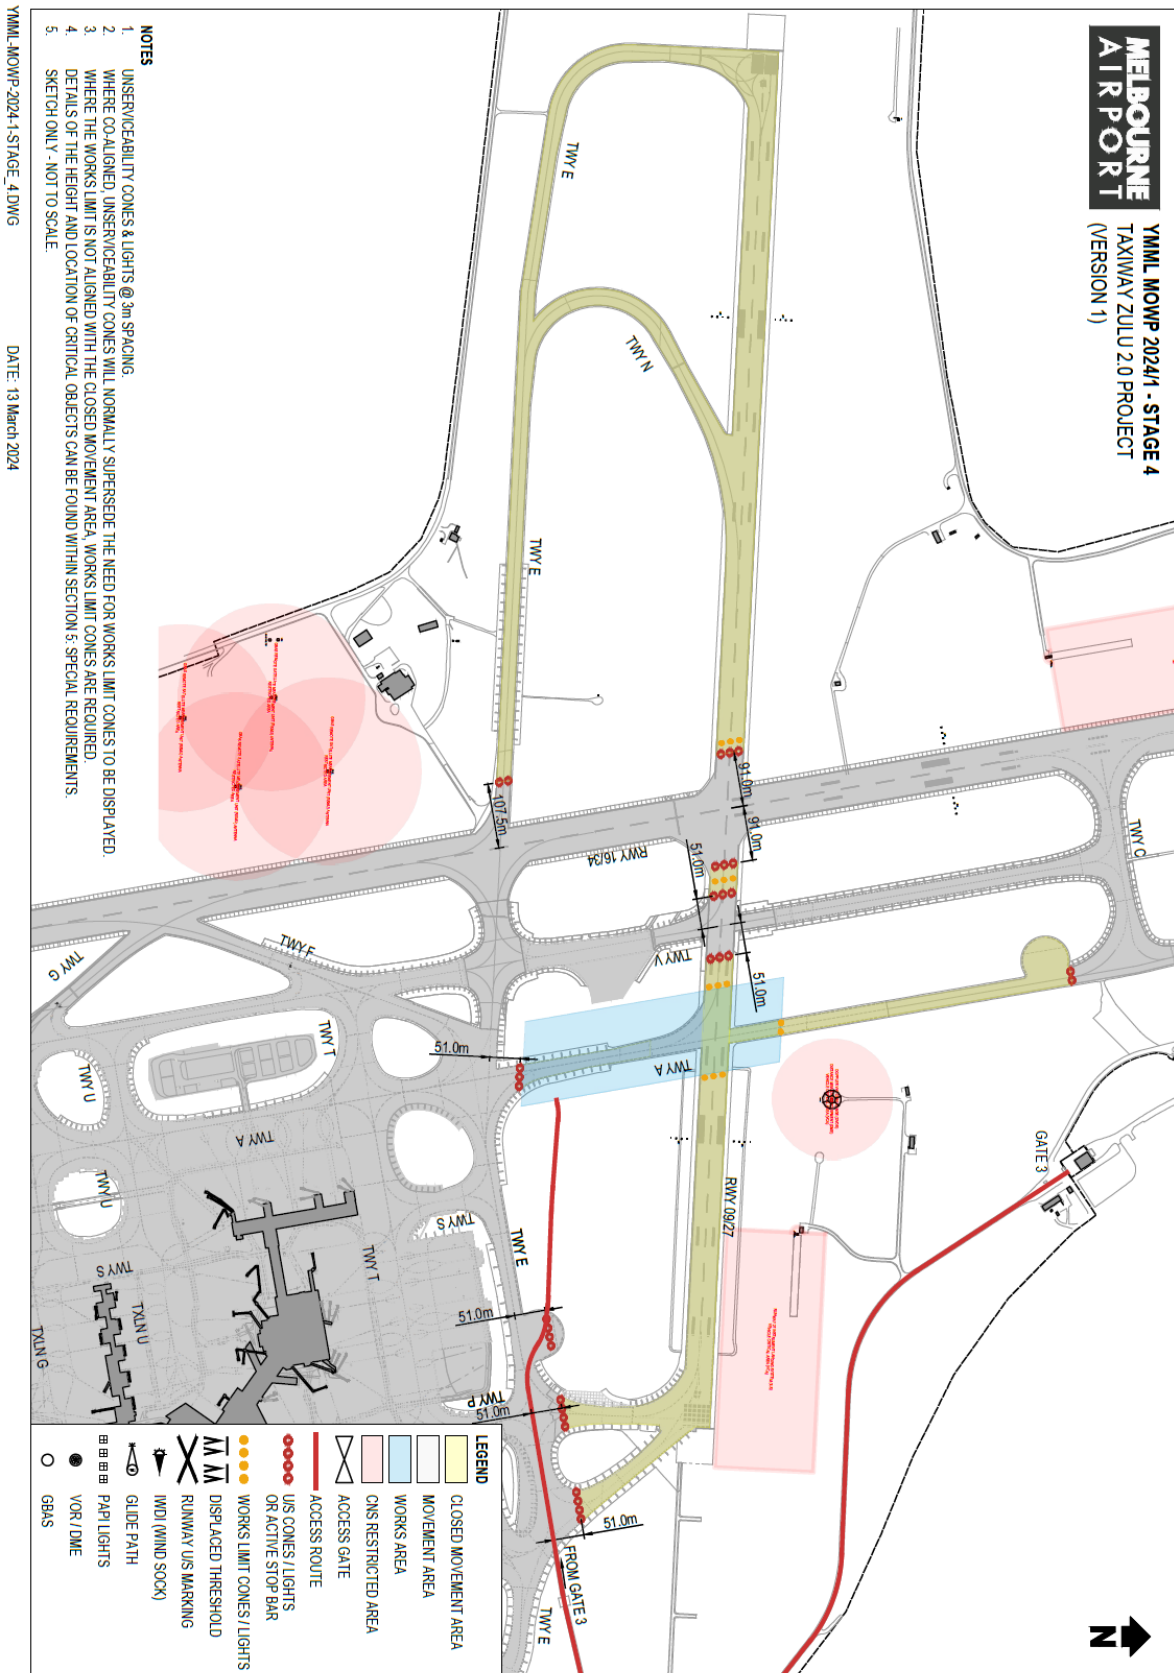 MELBOURNE
AIRPORT
YMML MOWP 2024/1 - STAGE 4
TAXIWAY ZULU 2.0 PROJECT
(VERSION 1)
TWY E
TWY N
TWY E
91.0m
91.0m
107.5m
51.0m
RWY 16/34
TWY C
TWY F
TWY G
TWY V
51.0m
51.0m
TWY T
TWY U
TWY A
TWY A
TWY U
TWY S
TWY E
RWY 09/27
GATE 3
TWY T
TWY S
TXLN U
TXLN G
51.0m
TWY P
51.0m
51.0m
FROM GATE 3
TWY E
N
NOTES
1. UNSERVICEABILITY CONES & LIGHTS @ 3m SPACING.
2. WHERE CO-ALIGNED, UNSERVICEABILITY CONES WILL NORMALLY SUPERSEDE THE NEED FOR WORKS LIMIT CONES TO BE DISPLAYED.
3. WHERE THE WORKS LIMIT IS NOT ALIGNED WITH THE CLOSED MOVEMENT AREA, WORKS LIMIT CONES ARE REQUIRED.
4. DETAILS OF THE HEIGHT AND LOCATION OF CRITICAL OBJECTS CAN BE FOUND WITHIN SECTION 5: SPECIAL REQUIREMENTS.
5. SKETCH ONLY - NOT TO SCALE.
LEGEND
CLOSED MOVEMENT AREA
MOVEMENT AREA
WORKS AREA
CNS RESTRICTED AREA
ACCESS GATE
ACCESS ROUTE
U/S CONES / LIGHTS
OR ACTIVE STOP BAR
WORKS LIMIT CONES / LIGHTS
DISPLACED THRESHOLD
RUNWAY U/S MARKING
IWDI (WIND SOCK)
GLIDE PATH
PAPI LIGHTS
VOR / DME
GBAS
YMML-MOWP-2024-1-STAGE_4.DWG
DATE: 13 March 2024